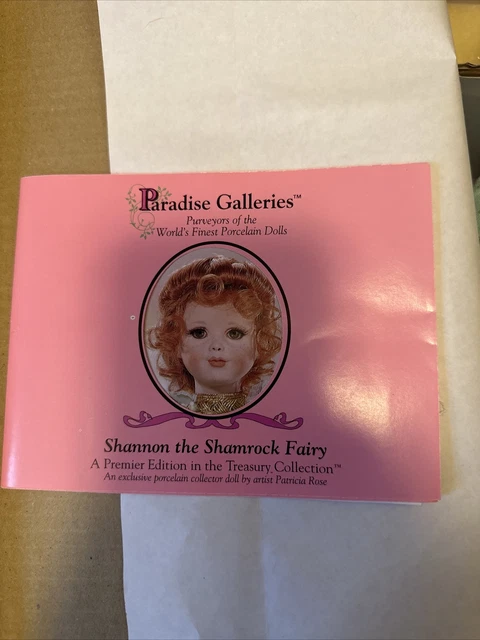 Paradise Galleries™
Purveyors of the
World's Finest Porcelain Dolls
Shannon the Shamrock Fairy
A Premier Edition in the Treasury Collection™
An exclusive porcelain collector doll by artist Patricia Rose